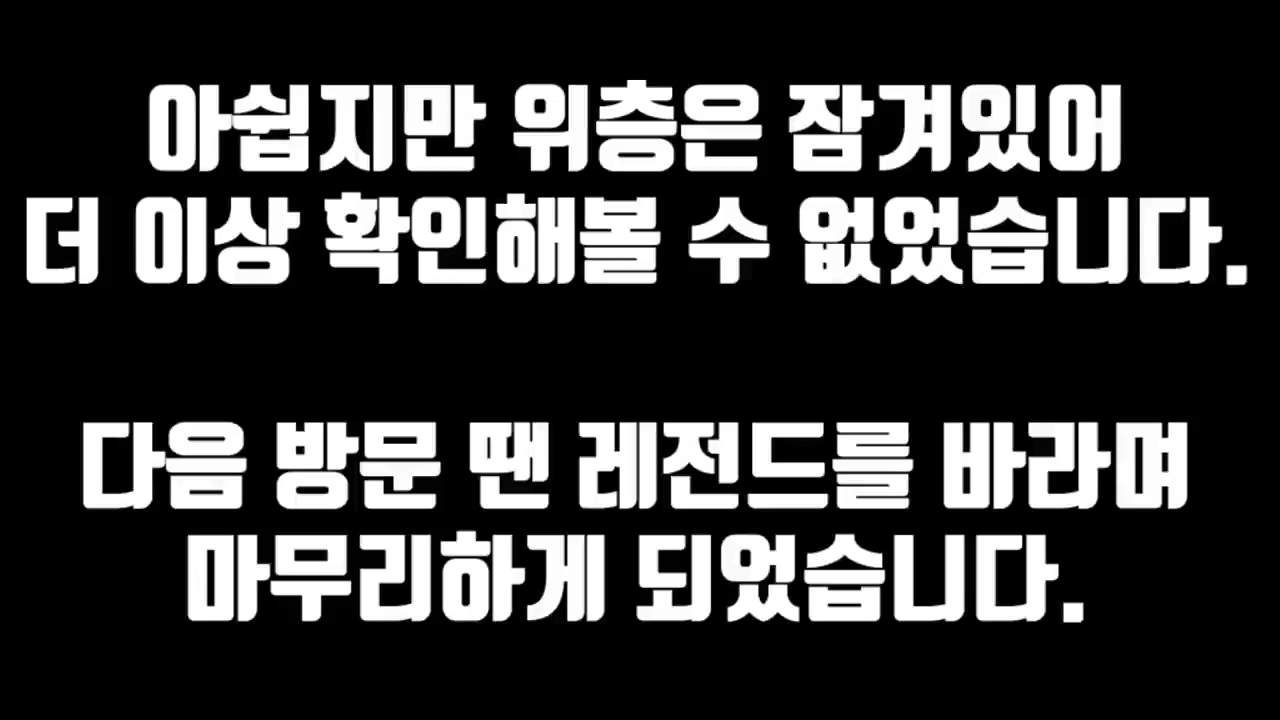 아쉽지만 위층은 잠겨있어
더 이상 확인해볼 수 없었습니다.
다음 방문 땐 레전드를 바라며
마무리하게 되었습니다.